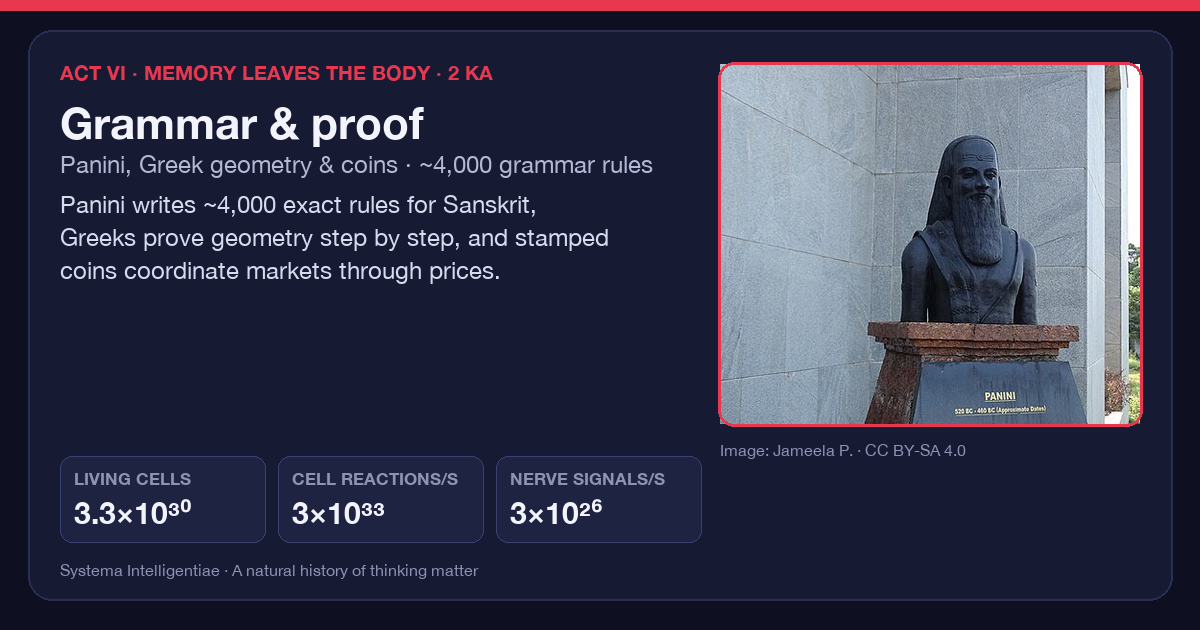 ACT VI · MEMORY LEAVES THE BODY · 2 KA
Grammar & proof
Panini, Greek geometry & coins · ~4,000 grammar rules
Panini writes ~4,000 exact rules for Sanskrit,
Greeks prove geometry step by step, and stamped
coins coordinate markets through prices.
PANINI
520 BC - 460 BC (Approximate Dates)
Image: Jameela P. · CC BY-SA 4.0
LIVING CELLS
3.3×10³⁰
CELL REACTIONS/S
3×10³³
NERVE SIGNALS/S
3×10²⁶
Systema Intelligentiae · A natural history of thinking matter